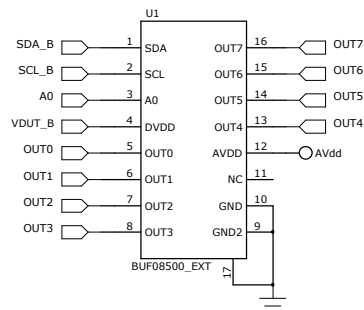 U1
SDA_B 1 SDA OUT7 16 OUT7
SCL_B 2 SCL OUT6 15 OUT6
A0 3 A0 OUT5 14 OUT5
VDUT_B 4 DVDD OUT4 13 OUT4
OUT0 5 OUT0 AVDD 12 AVdd
OUT1 6 OUT1 NC 11
OUT2 7 OUT2 GND 10
OUT3 8 OUT3 GND2 9
BUF08500_EXT 17